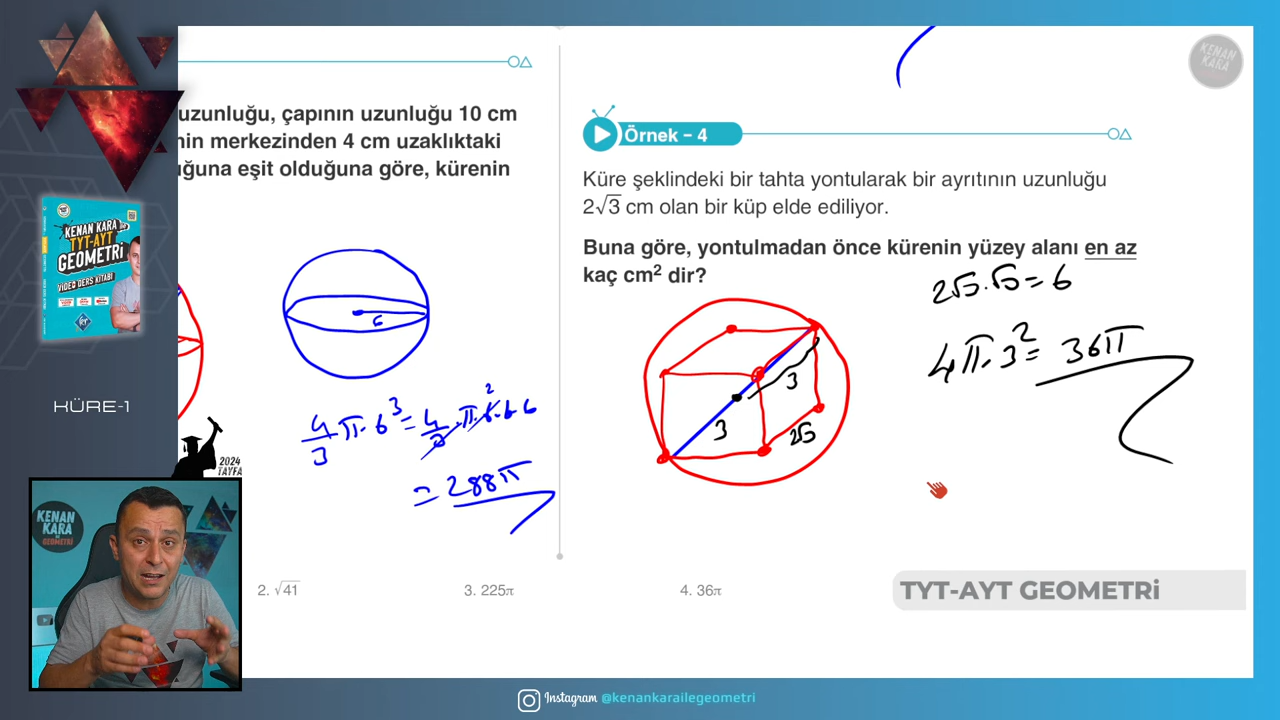 KENAN
KARA
uzunluğu, çapının uzunluğu 10 cm
nin merkezinden 4 cm uzaklıktaki
uğuna eşit olduğuna göre, kürenin
6
4/3 π·6³ = 4/3·π·6·6·6
2
= 288π
Örnek – 4
Küre şeklindeki bir tahta yontularak bir ayrıtının uzunluğu
2√3 cm olan bir küp elde ediliyor.
Buna göre, yontulmadan önce kürenin yüzey alanı en az
kaç cm² dir?
2√3·√3 = 6
4π·3² = 36π
3
3
2√3
KENAN KARA
TYT-AYT
GEOMETRİ
VİDEO DERS KİTABI
KÜRE-1
2024
TAYFA
KENAN
KARA
GEOMETRİ
2. √41
3. 225π
4. 36π
TYT-AYT GEOMETRİ
Instagram @kenankarailegeometri